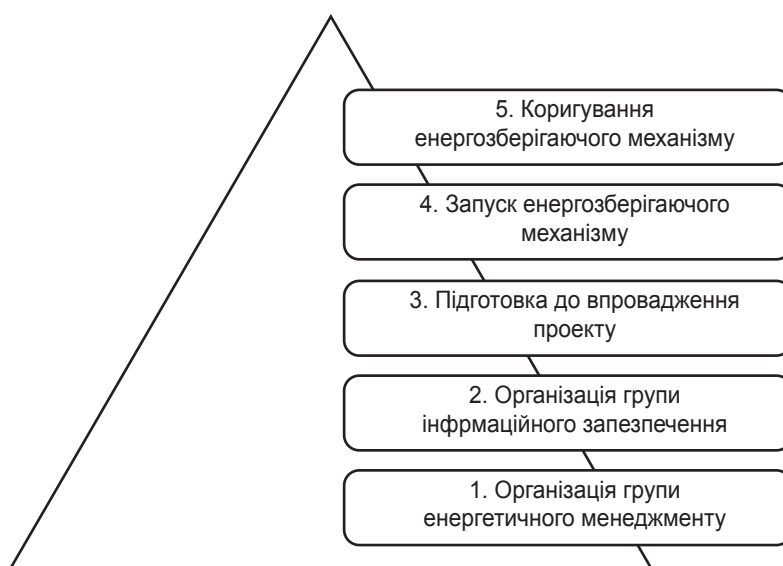 5. Коригування
енергозберігаючого механізму
4. Запуск енергозберігаючого
механізму
3. Підготовка до впровадження
проекту
2. Організація групи
інфрмаційного запезпечення
1. Організація групи
енергетичного менеджменту